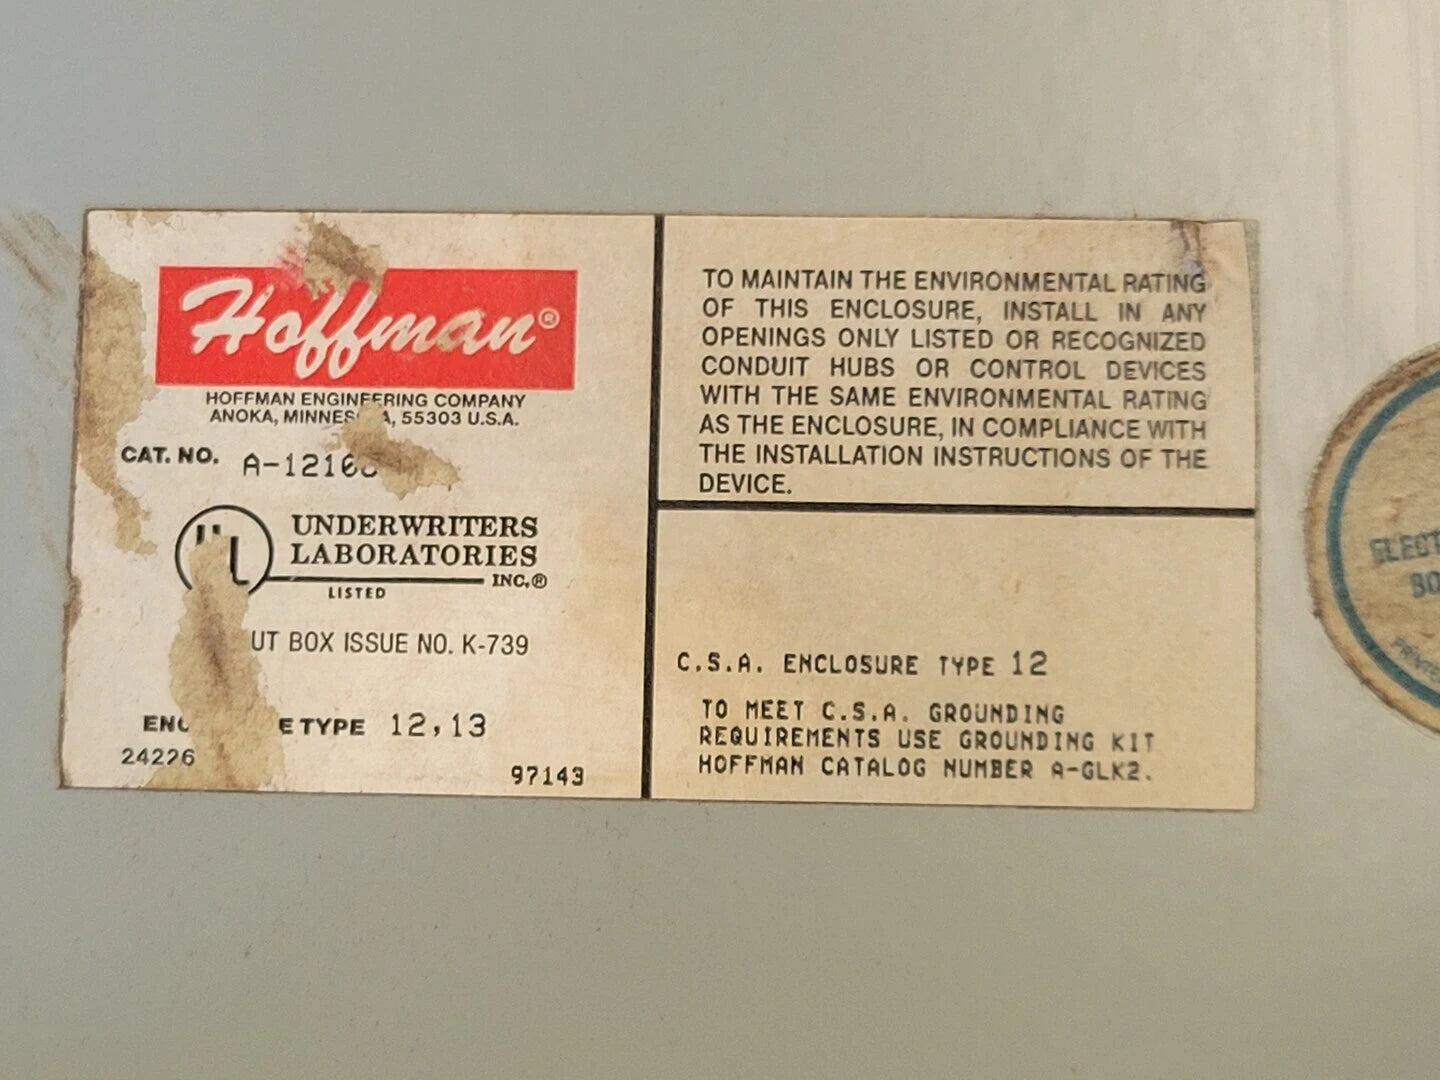 Hoffman®
HOFFMAN ENGINEERING COMPANY
ANOKA, 55303 U.S.A.
CAT. NO.
UNDERWRITERS
LABORATORIES
INC.®
LISTED
BOX ISSUE NO. K-739
TYPE 12,13
24226
97143
TO MAINTAIN THE ENVIRONMENTAL RATING
OF THIS ENCLOSURE, INSTALL IN ANY
OPENINGS ONLY LISTED OR RECOGNIZED
CONDUIT HUBS OR CONTROL DEVICES
WITH THE SAME ENVIRONMENTAL RATING
AS THE ENCLOSURE, IN COMPLIANCE WITH
THE INSTALLATION INSTRUCTIONS OF THE
DEVICE.
C.S.A. ENCLOSURE TYPE 12
TO MEET C.S.A. GROUNDING
REQUIREMENTS USE GROUNDING KIT
HOFFMAN CATALOG NUMBER A-GLK2.